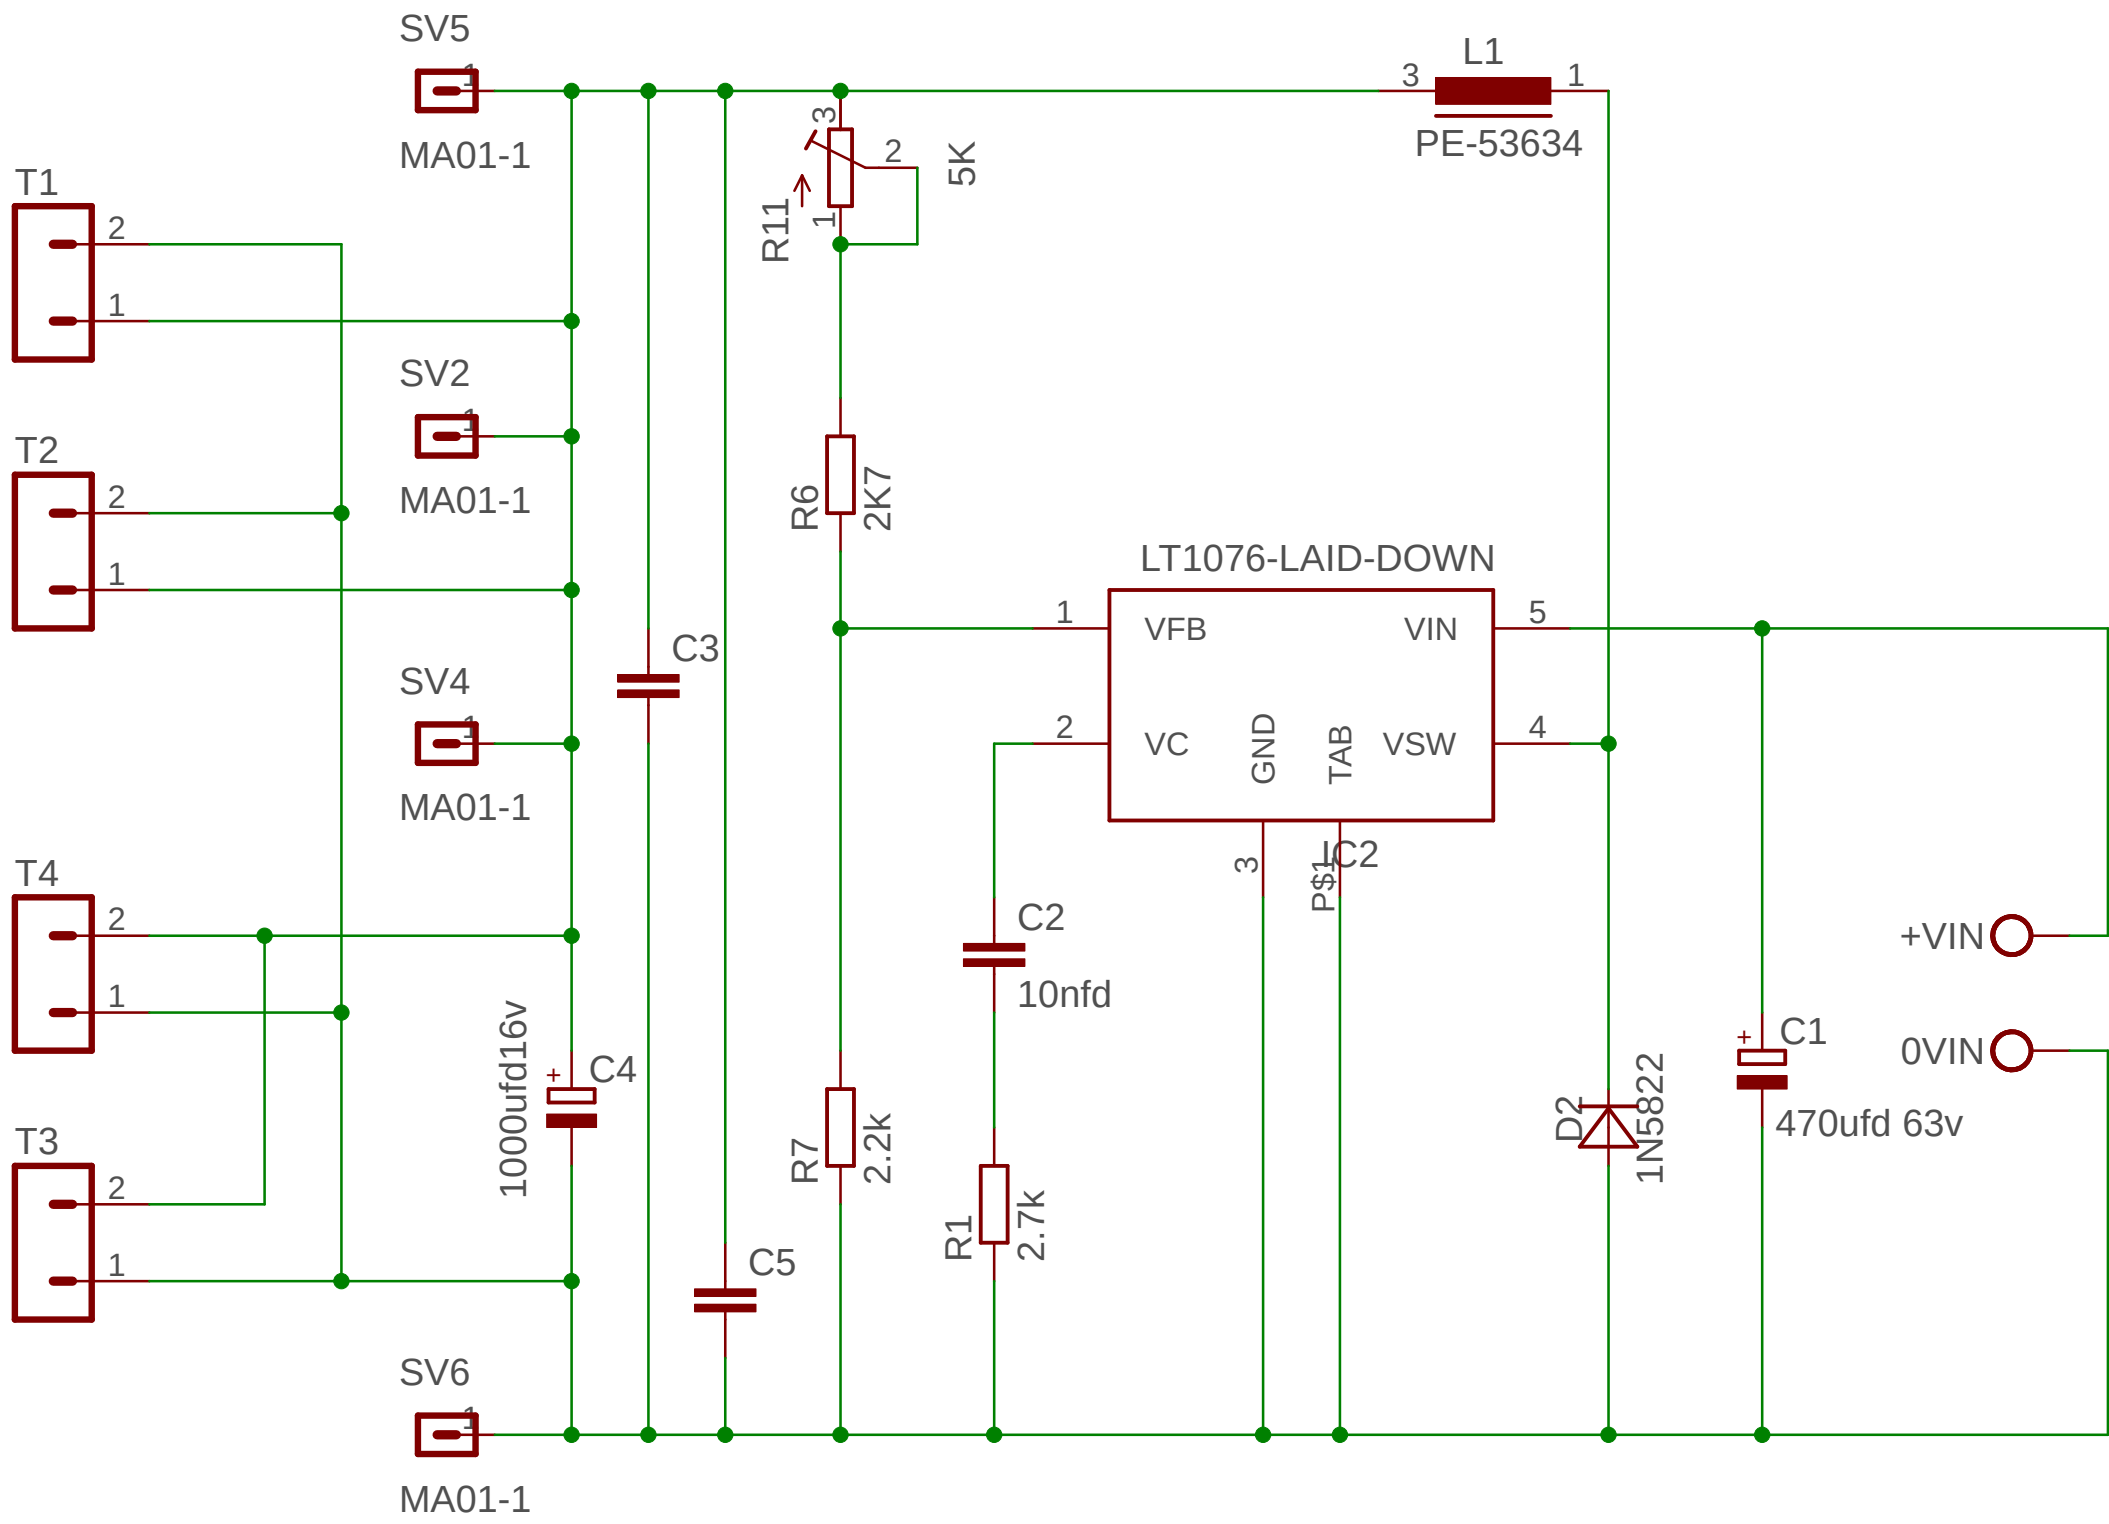 SV5
1
MA01-1
T1
2
1
SV2
1
MA01-1
T2
2
1
SV4
1
MA01-1
T4
2
1
T3
2
1
SV6
1
MA01-1
1000ufd16v
+
C4
C3
C5
R11
3
2
1
5K
R6
2K7
R7
2.2k
L1
3
1
PE-53634
LT1076-LAID-DOWN
1
VFB
VIN
5
2
VC
GND
TAB
VSW
4
3
P$1
IC2
C2
10nfd
R1
2.7k
D2
1N5822
+
C1
470ufd 63v
+VIN
0VIN